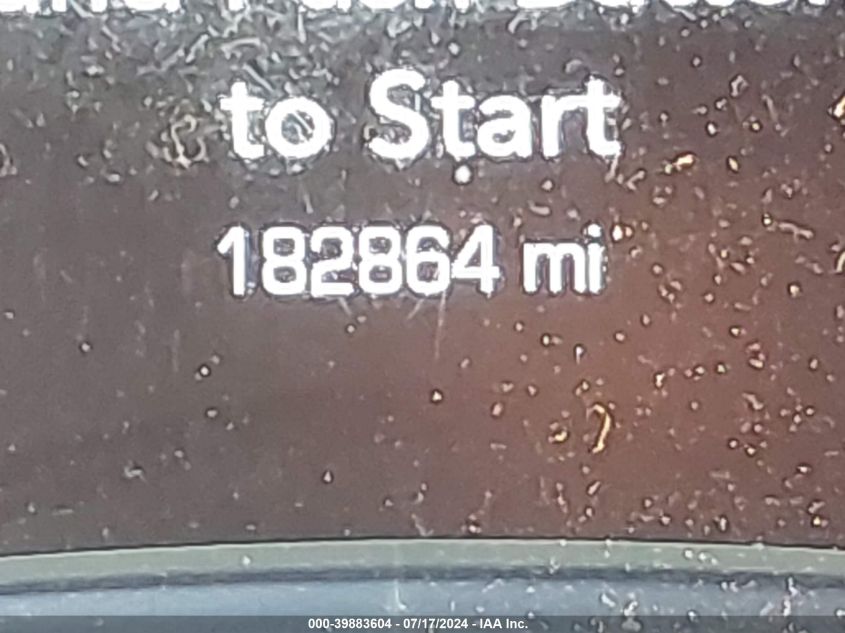 to Start
182864 mi
000-39883604 - 07/17/2024 - IAA Inc.